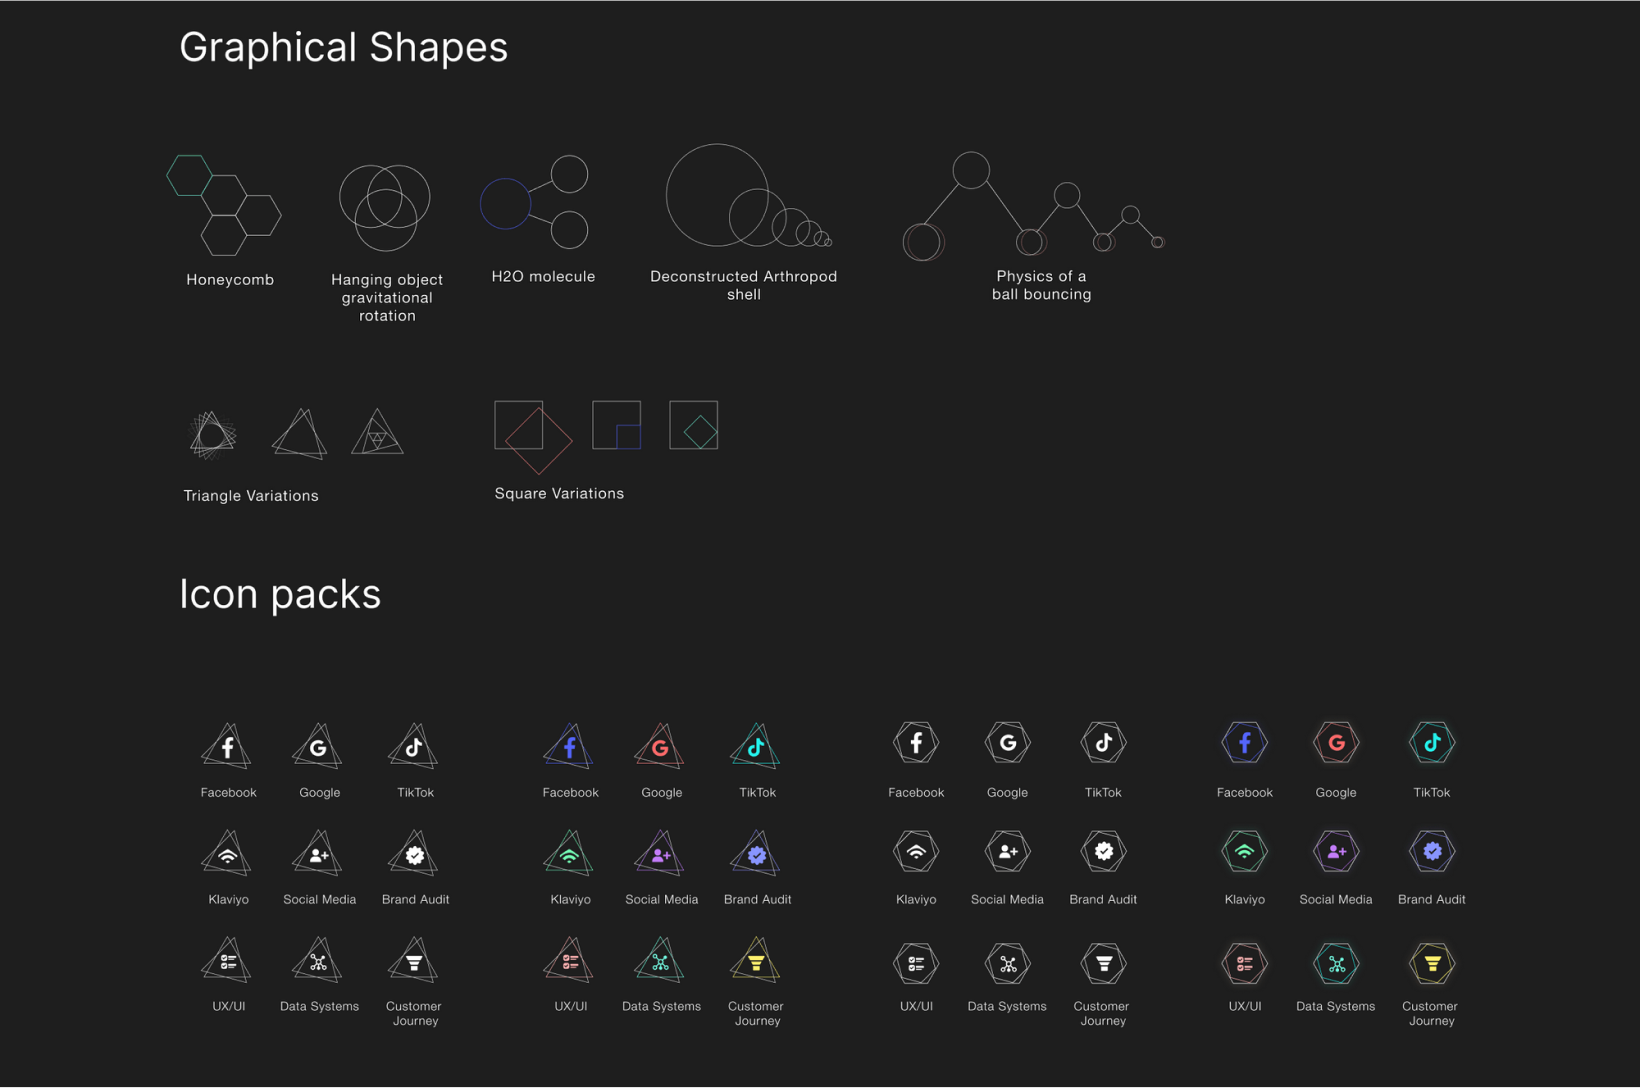 Graphical Shapes
Honeycomb
Hanging object
gravitational
rotation
H2O molecule
Deconstructed Arthropod
shell
Physics of a
ball bouncing
Triangle Variations
Square Variations
Icon packs
Facebook Google TikTok Facebook Google TikTok Facebook Google TikTok Facebook Google TikTok
Klaviyo Social Media Brand Audit Klaviyo Social Media Brand Audit Klaviyo Social Media Brand Audit Klaviyo Social Media Brand Audit
UX/UI Data Systems Customer UX/UI Data Systems Customer UX/UI Data Systems Customer UX/UI Data Systems Customer
Journey Journey Journey Journey